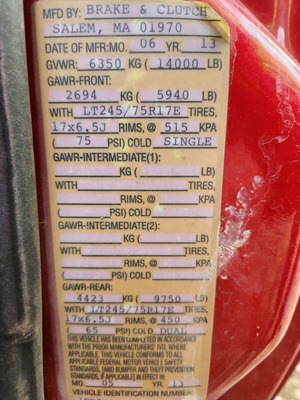 MFD BY: BRAKE & CLUTCH
SALEM, MA 01970
DATE OF MFR: MO. 06 YR. 13
GVWR: 6350 KG ( 14000 LB)
GAWR-FRONT:
2694 KG ( 5940 LB)
WITH LT245/75R17E TIRES,
17x6.5J RIMS, @ 515 KPA
( 75 PSI) COLD SINGLE
GAWR-INTERMEDIATE(1):
KG ( LB)
WITH TIRES,
RIMS, @ KPA
( PSI) COLD
GAWR-INTERMEDIATE(2):
KG ( LB)
WITH TIRES,
RIMS, @ KPA
( PSI) COLD
GAWR-REAR:
4423 KG ( 9750 LB)
WITH LT245/75R17E TIRES,
17x6.5J RIMS, @ 450 KPA
( 65 PSI) COLD DUAL
THIS VEHICLE HAS BEEN COMPLETED IN ACCORDANCE
WITH THE PRIOR MANUFACTURERS' IVD, WHERE
APPLICABLE. THIS VEHICLE CONFORMS TO ALL
APPLICABLE FEDERAL MOTOR VEHICLE SAFETY
STANDARDS, [AND BUMPER AND THEFT PREVENTION
STANDARDS, IF APPLICABLE] IN EFFECT IN
MO. 05 YR. 13
VEHICLE IDENTIFICATION NUMBER: